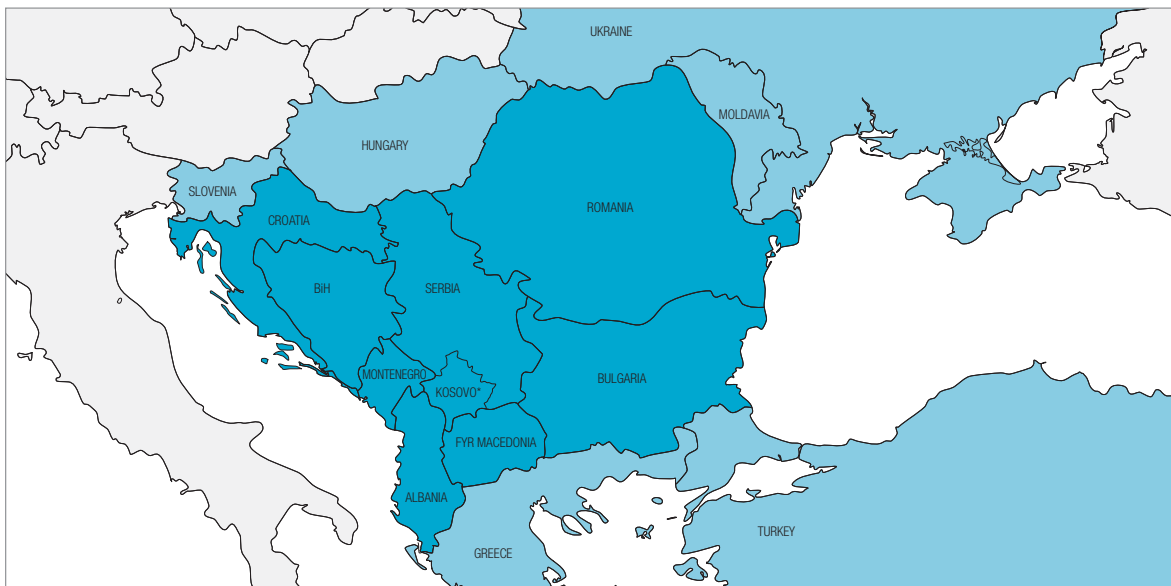 UKRAINE
MOLDAVIA
HUNGARY
SLOVENIA
ROMANIA
CROATIA
BiH
SERBIA
MONTENEGRO
BULGARIA
KOSOVO*
FYR MACEDONIA
ALBANIA
TURKEY
GREECE